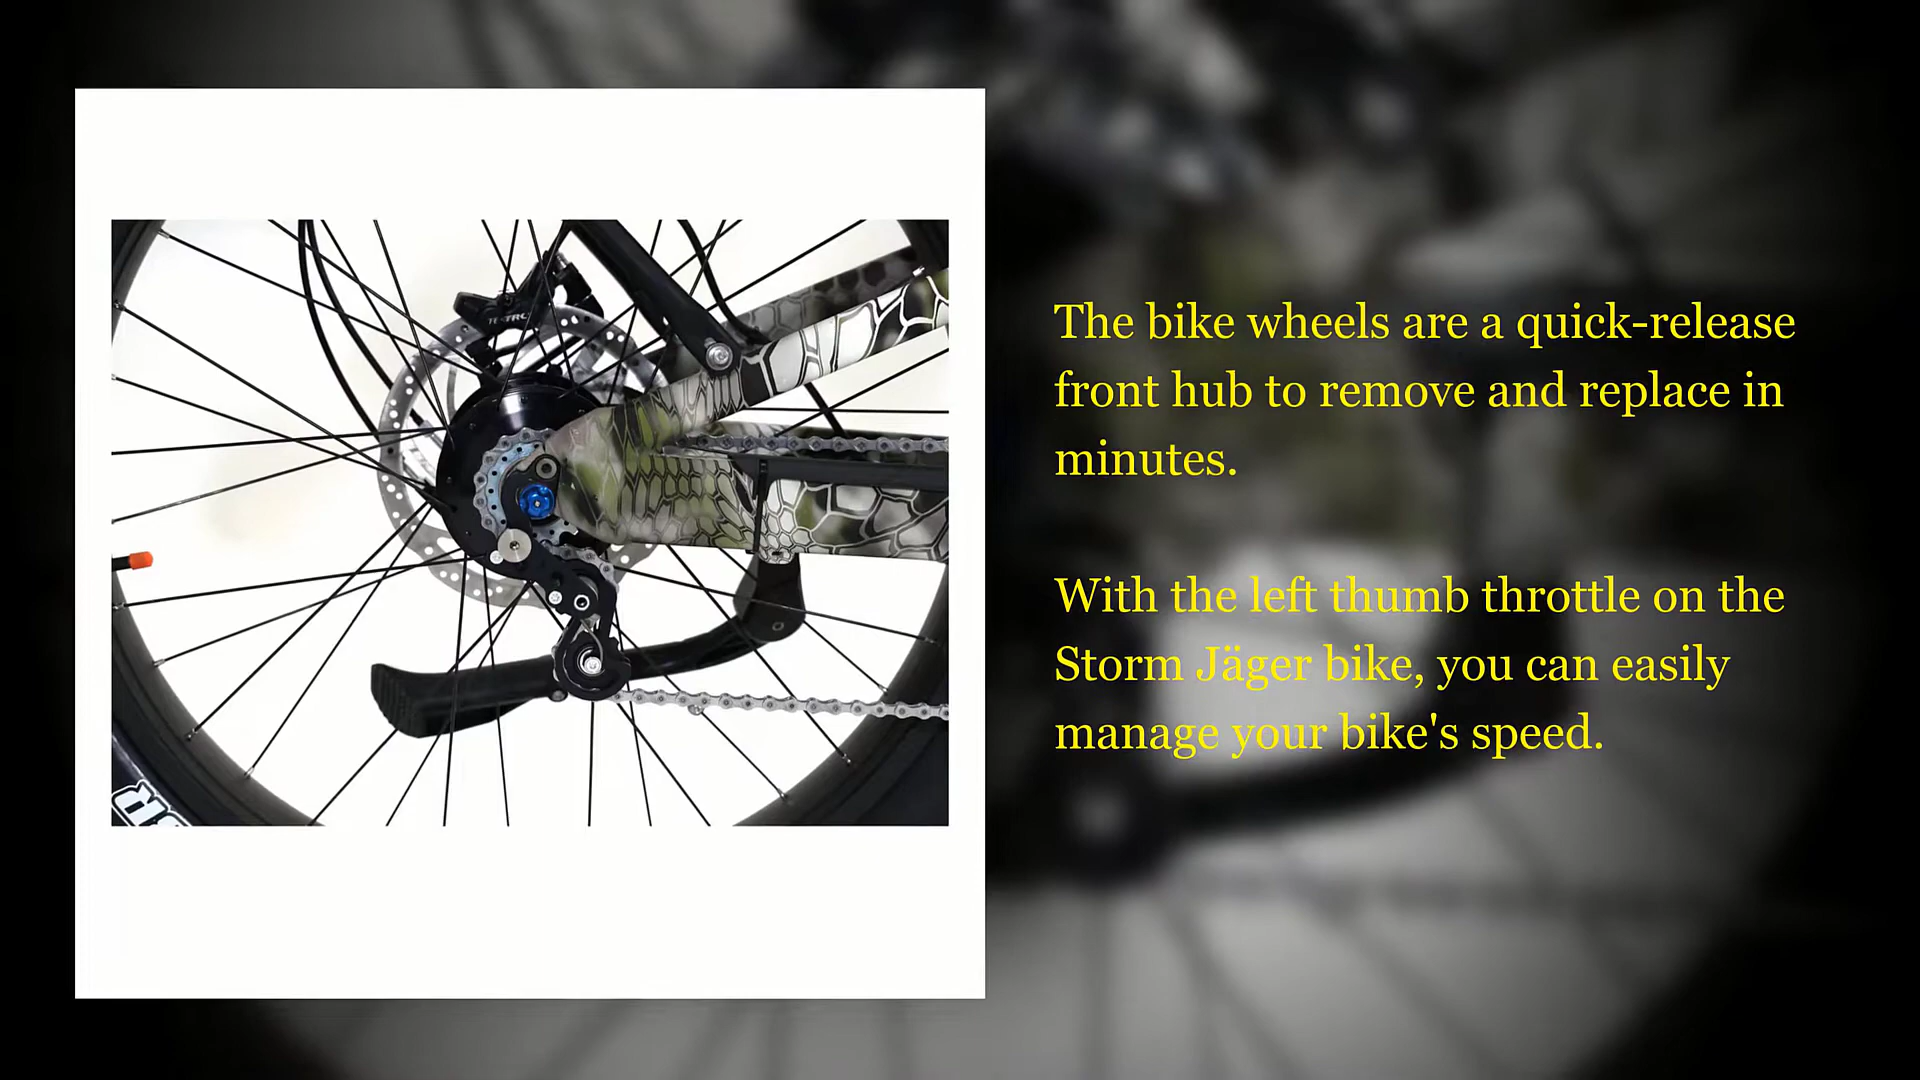 The bike wheels are a quick-release
front hub to remove and replace in
minutes.
With the left thumb throttle on the
Storm Jäger bike, you can easily
manage your bike's speed.